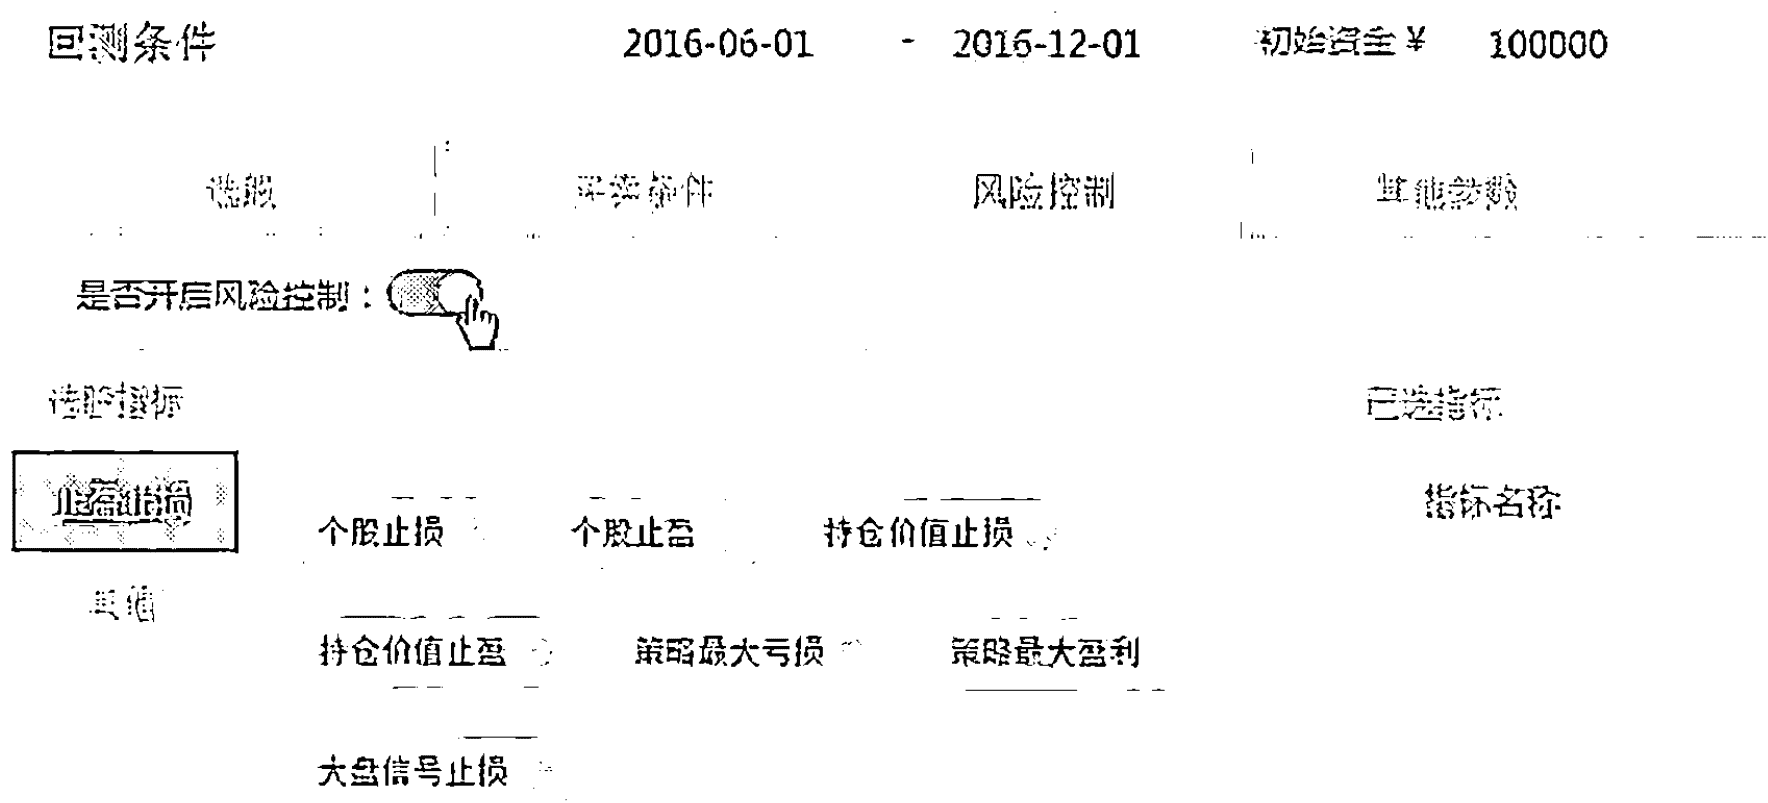 回测条件 2016-06-01 - 2016-12-01 初始资金￥ 100000
选股 买卖条件 风险控制 其他参数
是否开启风险控制：
选股指标 已选指标
止盈止损 指标名称
个股止损 个股止盈 持仓价值止损
其他
持仓价值止盈 策略最大亏损 策略最大盈利
大盘信号止损